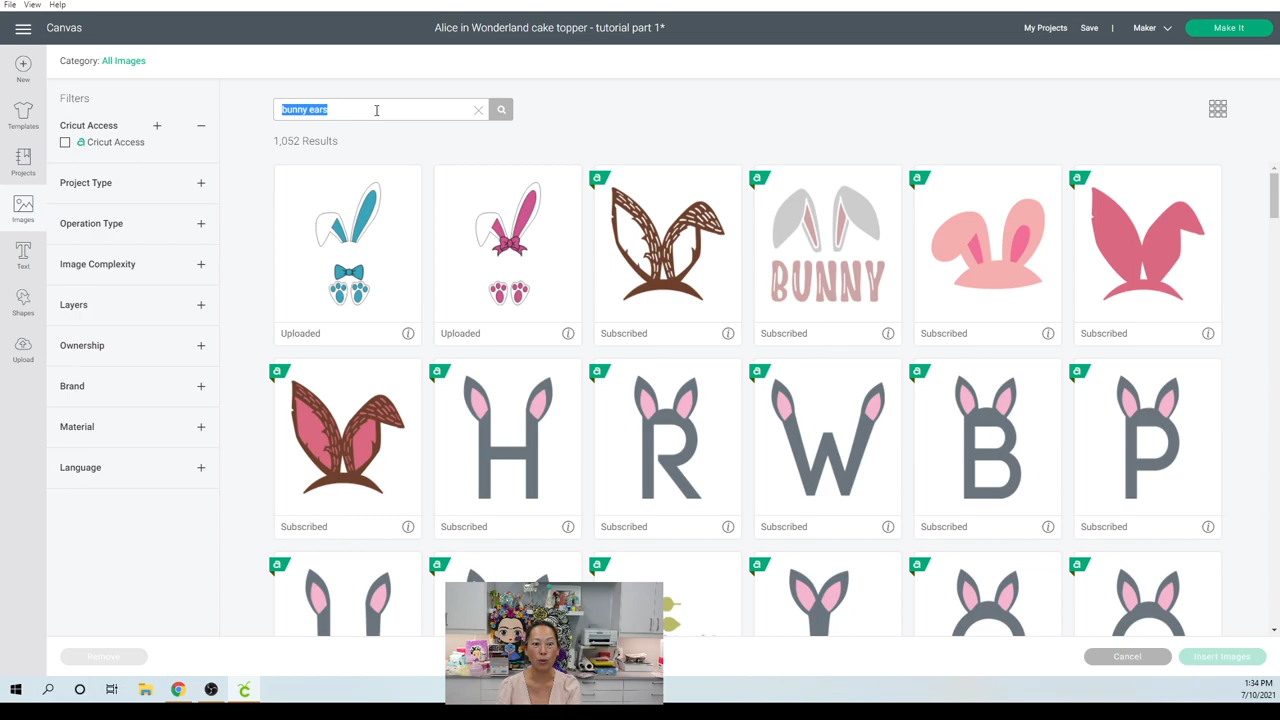 File View Help
Canvas
Alice in Wonderland cake topper - tutorial part 1*
My Projects Save | Maker Make It
Category: All Images
New
Templates
Projects
Images
Text
Shapes
Upload
Filters
Cricut Access + −
a Cricut Access
Project Type +
Operation Type +
Image Complexity +
Layers +
Ownership +
Brand +
Material +
Language +
bunny ears
1,052 Results
a a a a
BUNNY
Uploaded Uploaded Subscribed Subscribed Subscribed Subscribed
a a a a a a
H R W B P
Subscribed Subscribed Subscribed Subscribed Subscribed Subscribed
a a a a a a
Remove
Cancel Insert Images
1:34 PM
7/10/2021